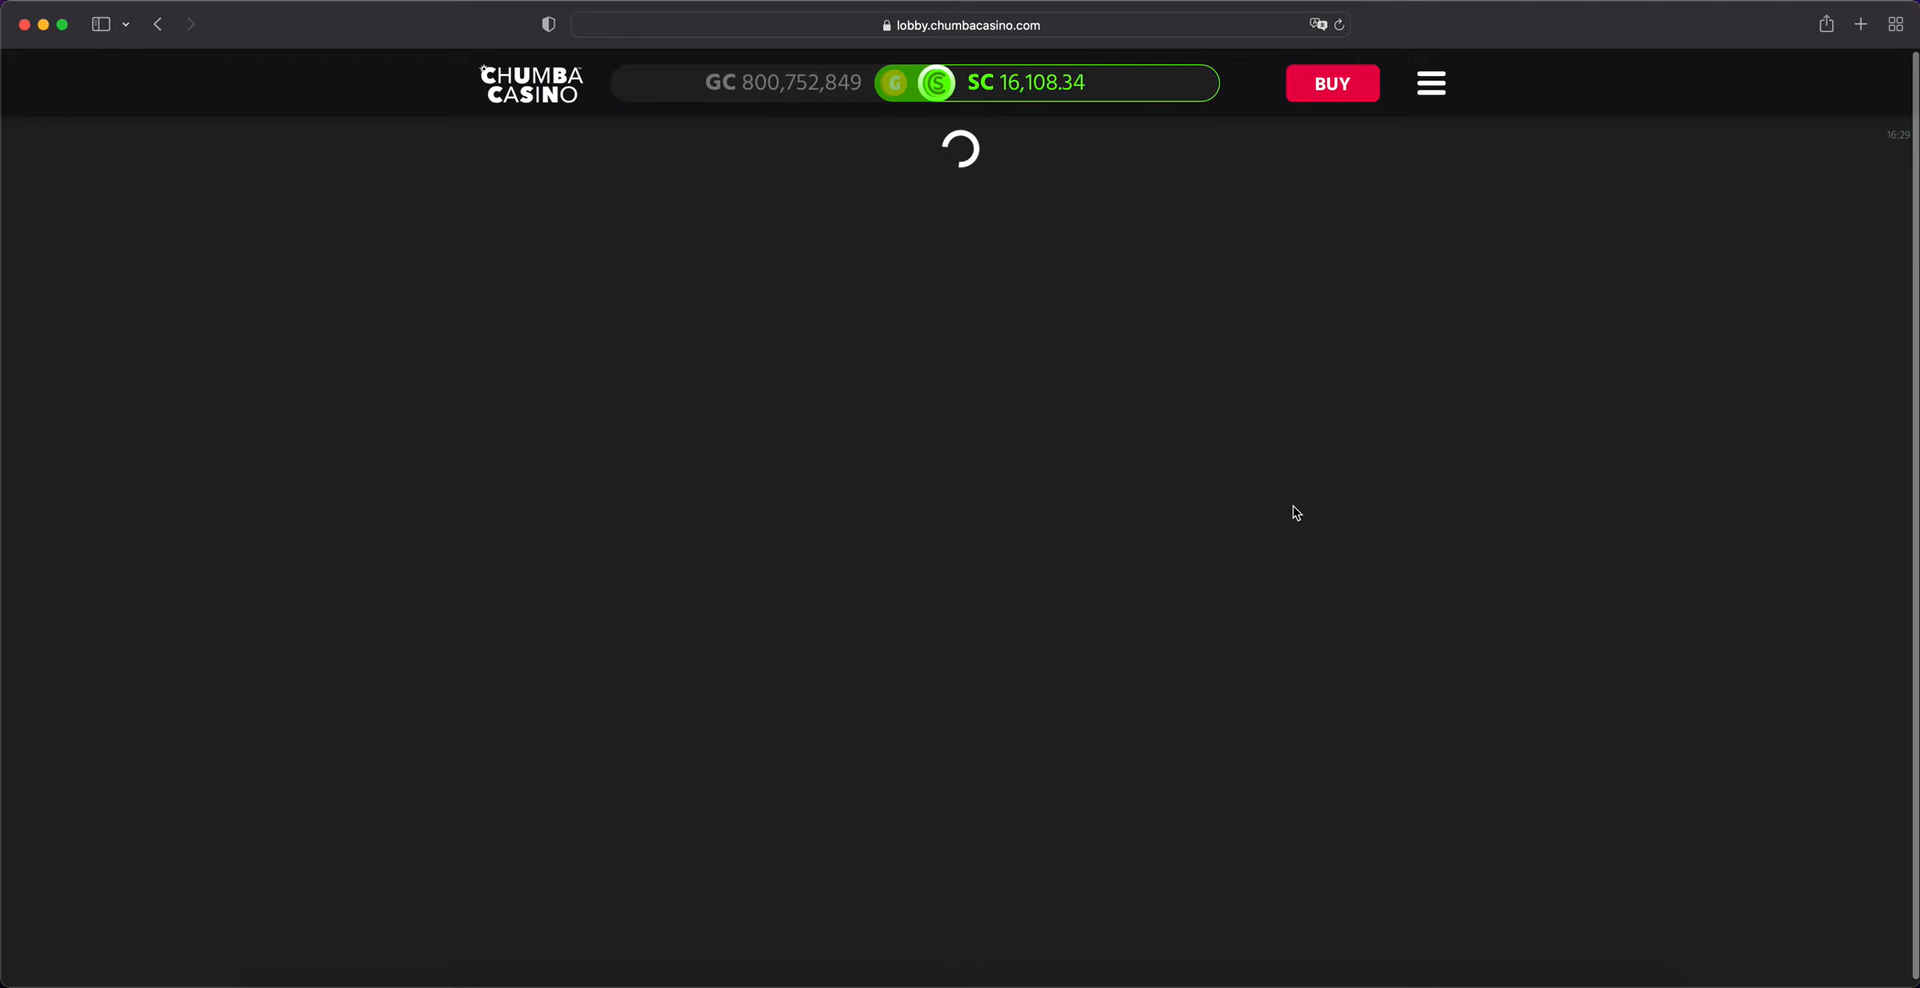 lobby.chumbacasino.com
CHUMBA
CASINO
GC 800,752,849
G
S
SC 16,108.34
BUY
16:29